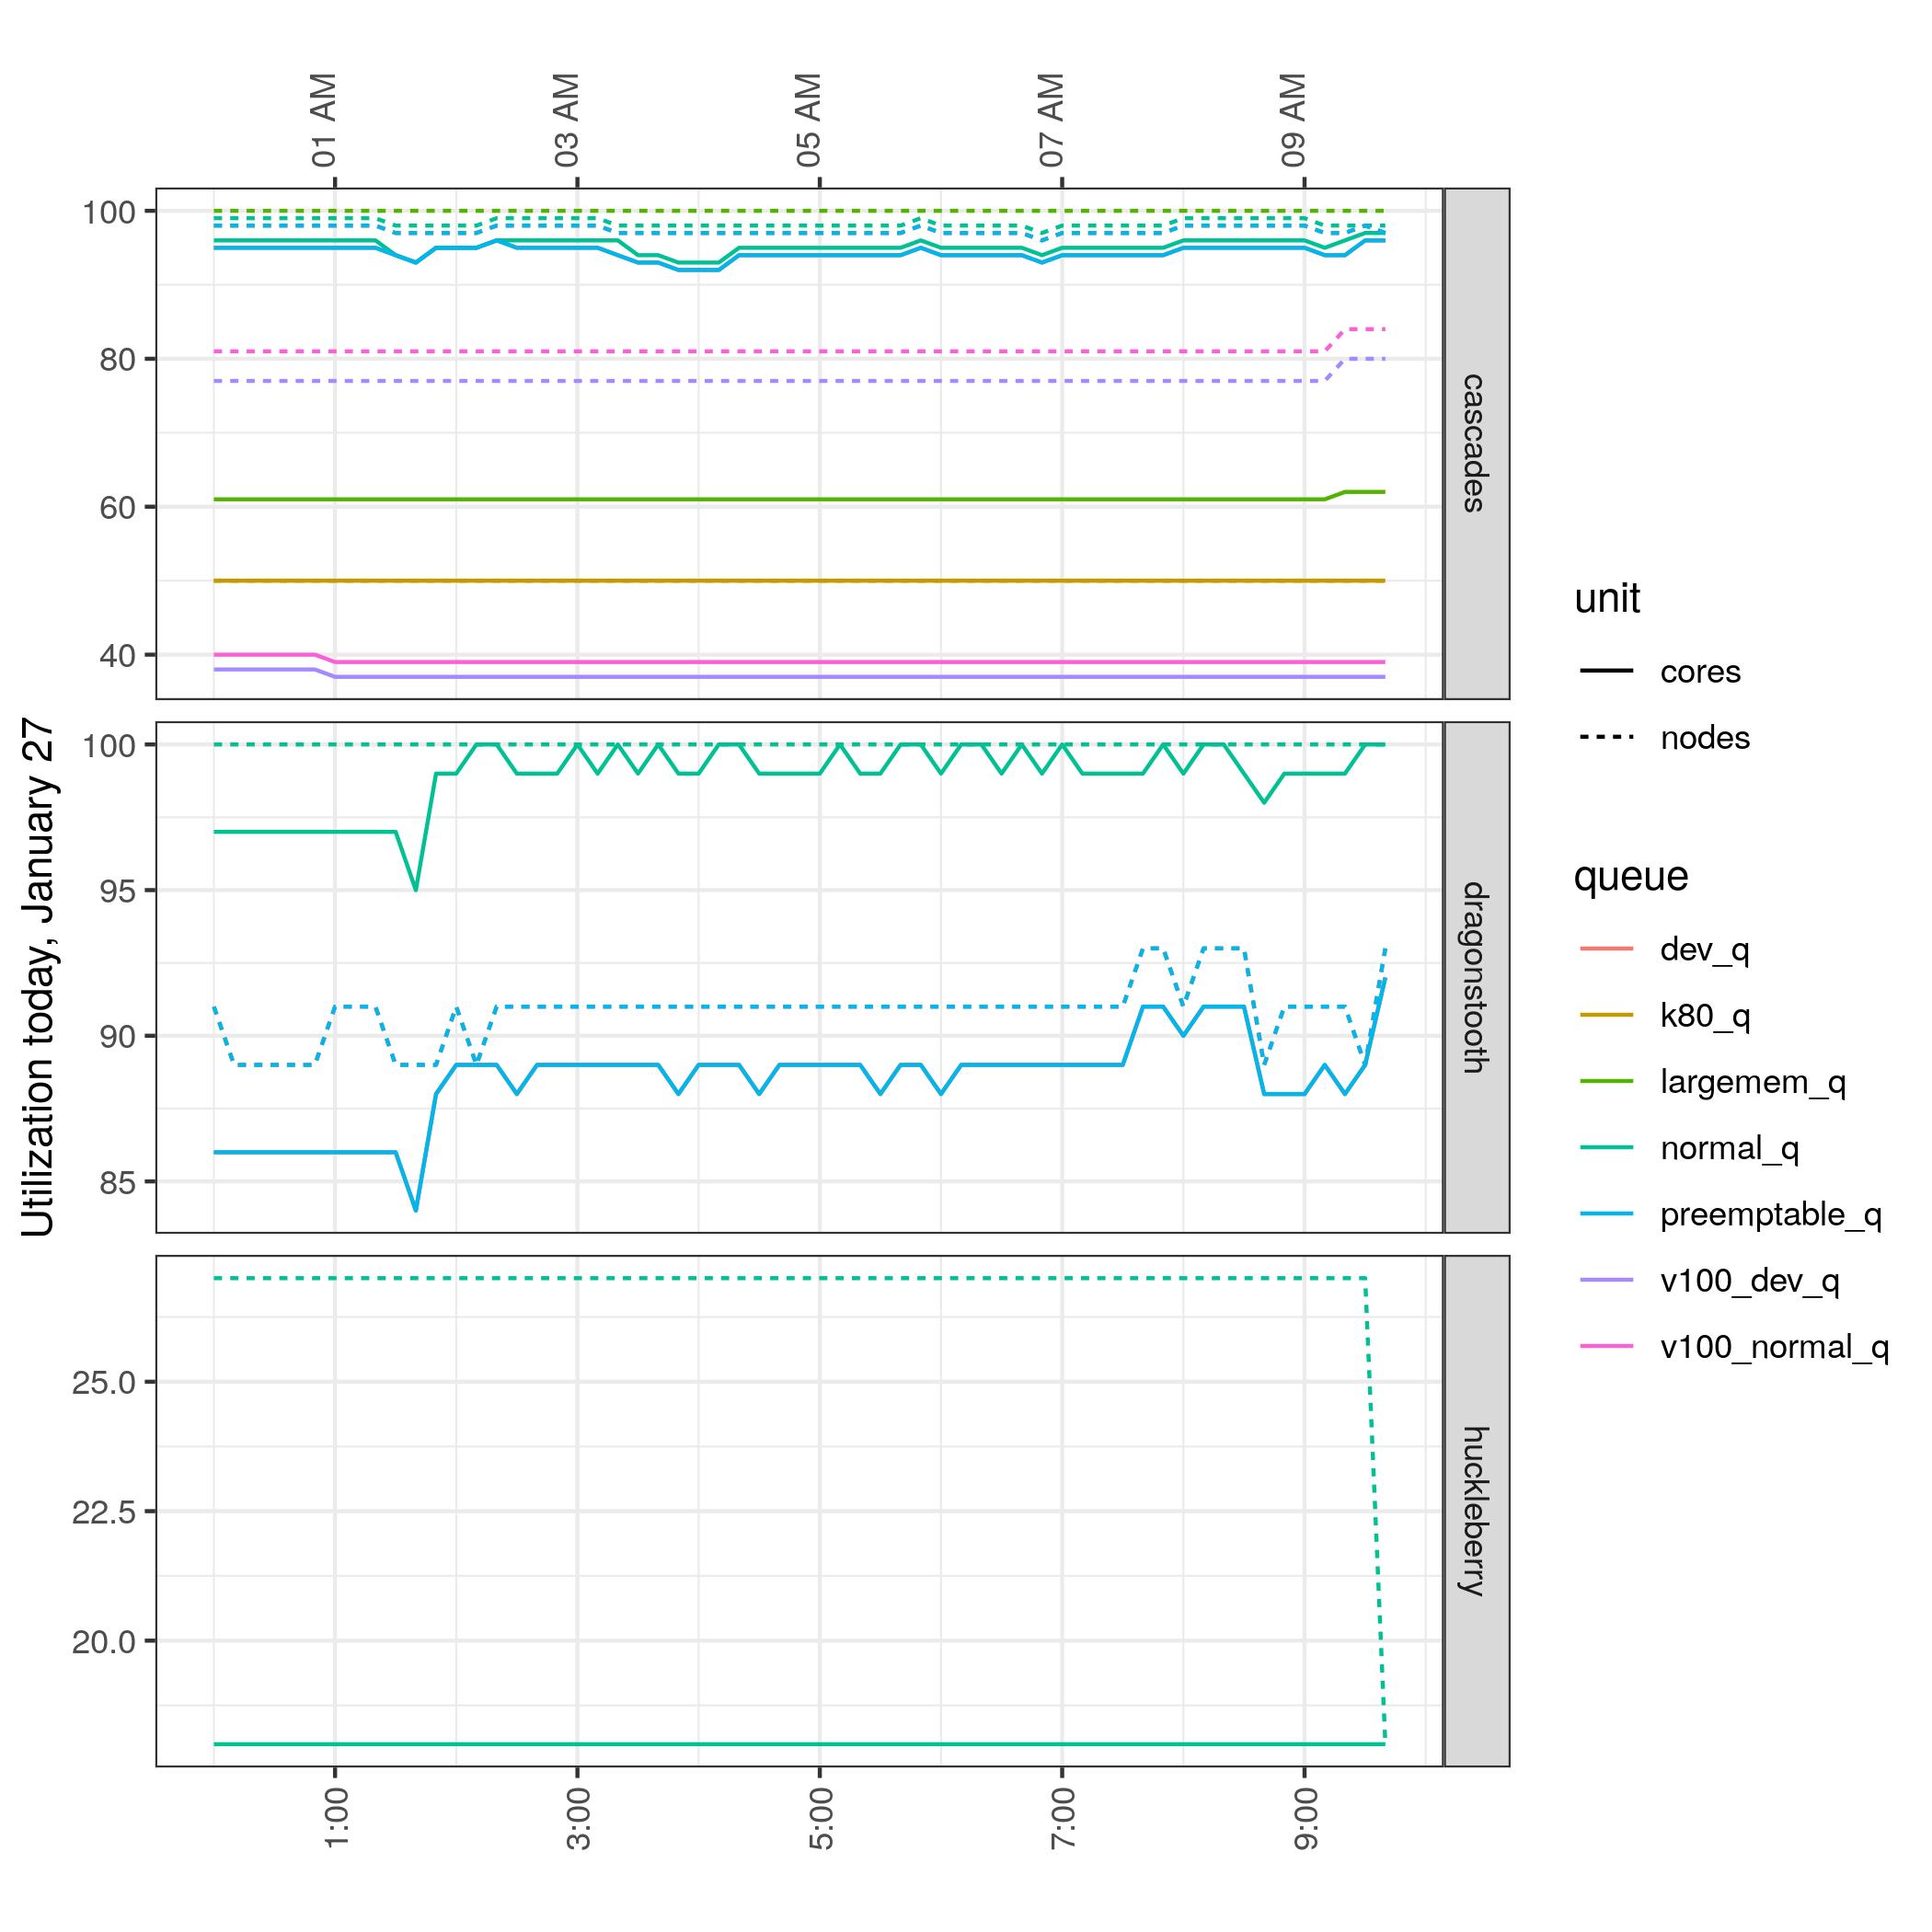 01 AM
03 AM
05 AM
07 AM
09 AM
Utilization today, January 27
100
80
60
40
cascades
100
95
90
85
dragonstooth
25.0
22.5
20.0
huckleberry
1:00
3:00
5:00
7:00
9:00
unit
cores
nodes
queue
dev_q
k80_q
largemem_q
normal_q
preemptable_q
v100_dev_q
v100_normal_q